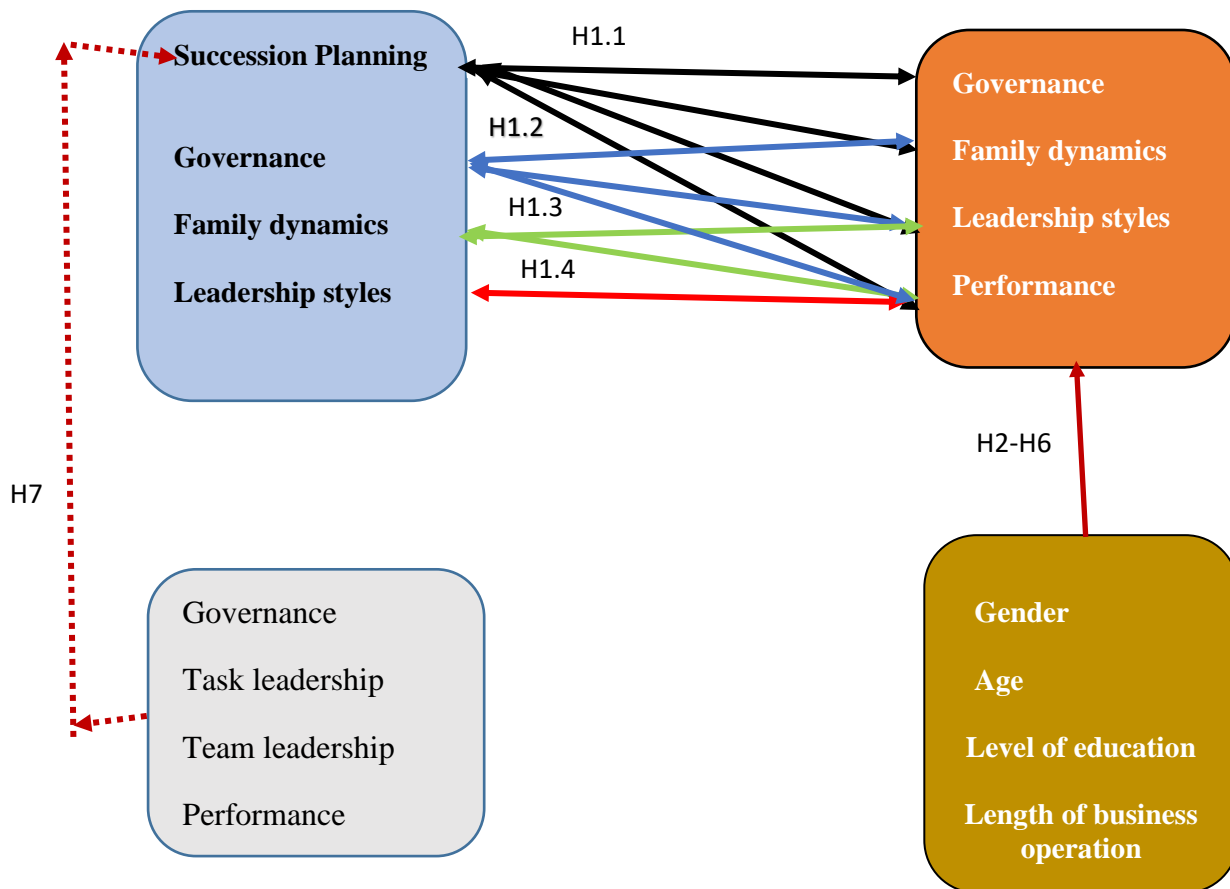 Succession Planning
Governance
Family dynamics
Leadership styles
H1.1
H1.2
H1.3
H1.4
Governance
Family dynamics
Leadership styles
Performance
H2-H6
H7
Governance
Task leadership
Team leadership
Performance
Gender
Age
Level of education
Length of business
operation